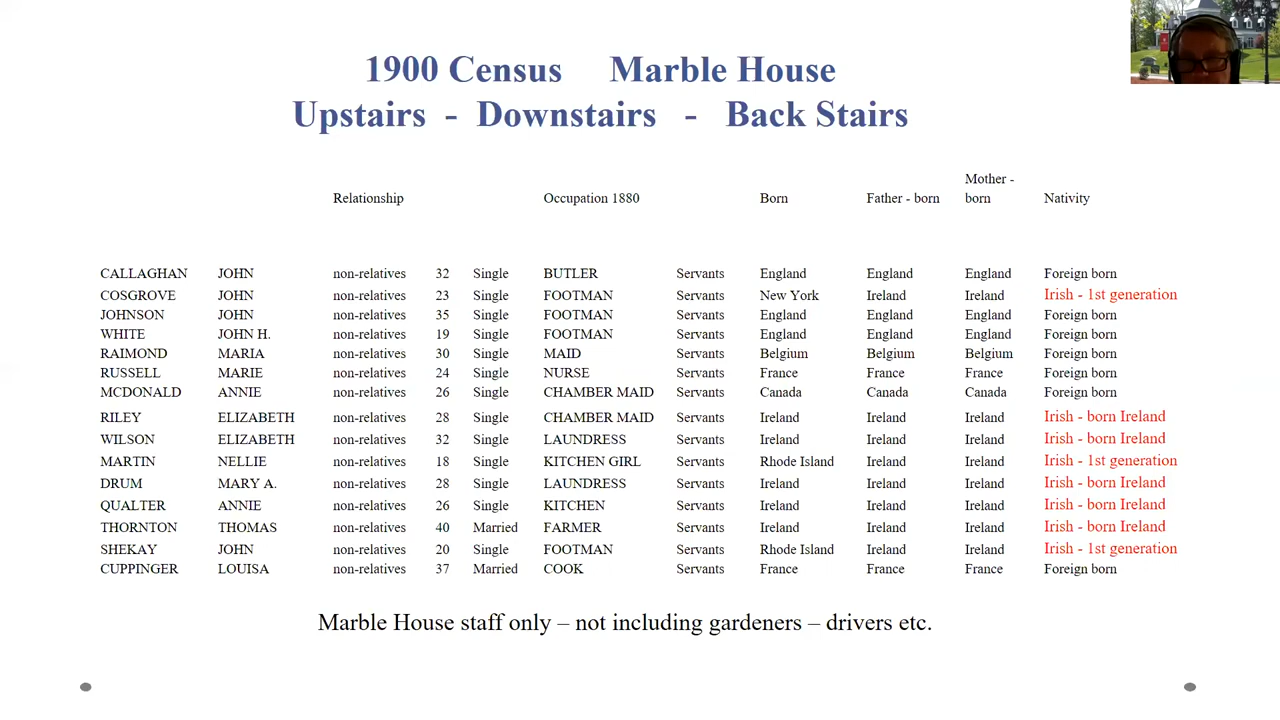 1900 Census Marble House
Upstairs - Downstairs - Back Stairs
Relationship Occupation 1880 Born Father - born Mother - born Nativity
CALLAGHAN JOHN non-relatives 32 Single BUTLER Servants England England England Foreign born
COSGROVE JOHN non-relatives 23 Single FOOTMAN Servants New York Ireland Ireland Irish - 1st generation
JOHNSON JOHN non-relatives 35 Single FOOTMAN Servants England England England Foreign born
WHITE JOHN H. non-relatives 19 Single FOOTMAN Servants England England England Foreign born
RAIMOND MARIA non-relatives 30 Single MAID Servants Belgium Belgium Belgium Foreign born
RUSSELL MARIE non-relatives 24 Single NURSE Servants France France France Foreign born
MCDONALD ANNIE non-relatives 26 Single CHAMBER MAID Servants Canada Canada Canada Foreign born
RILEY ELIZABETH non-relatives 28 Single CHAMBER MAID Servants Ireland Ireland Ireland Irish - born Ireland
WILSON ELIZABETH non-relatives 32 Single LAUNDRESS Servants Ireland Ireland Ireland Irish - born Ireland
MARTIN NELLIE non-relatives 18 Single KITCHEN GIRL Servants Rhode Island Ireland Ireland Irish - 1st generation
DRUM MARY A. non-relatives 28 Single LAUNDRESS Servants Ireland Ireland Ireland Irish - born Ireland
QUALTER ANNIE non-relatives 26 Single KITCHEN Servants Ireland Ireland Ireland Irish - born Ireland
THORNTON THOMAS non-relatives 40 Married FARMER Servants Ireland Ireland Ireland Irish - born Ireland
SHEKAY JOHN non-relatives 20 Single FOOTMAN Servants Rhode Island Ireland Ireland Irish - 1st generation
CUPPINGER LOUISA non-relatives 37 Married COOK Servants France France France Foreign born
Marble House staff only – not including gardeners – drivers etc.